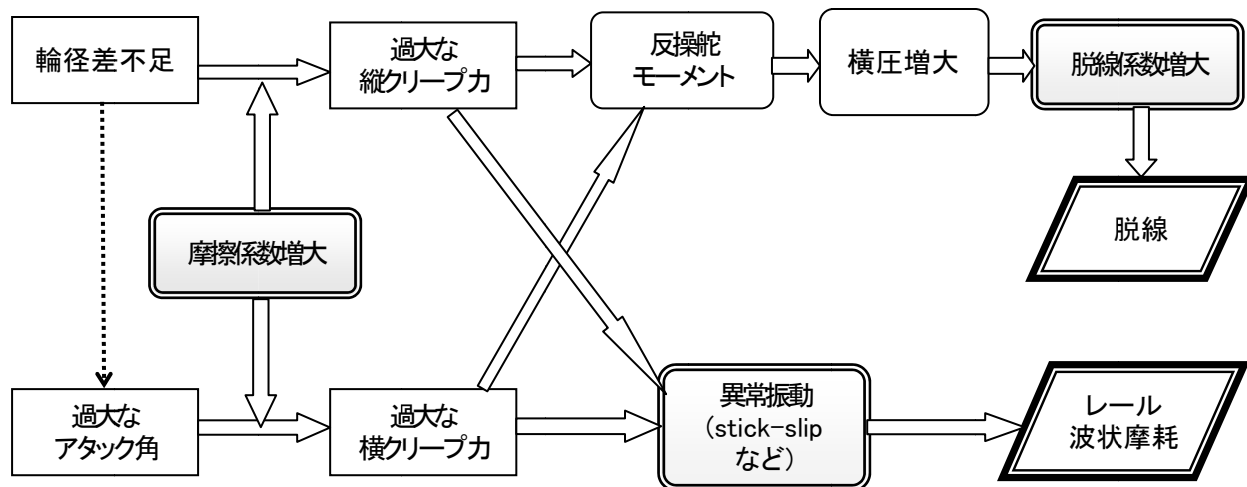 輪径差不足
過大な
縦クリープ力
反操舵
モーメント
横圧増大
脱線係数増大
脱線
摩擦係数増大
過大な
アタック角
過大な
横クリープ力
異常振動
(stick-slip
など)
レール
波状摩耗